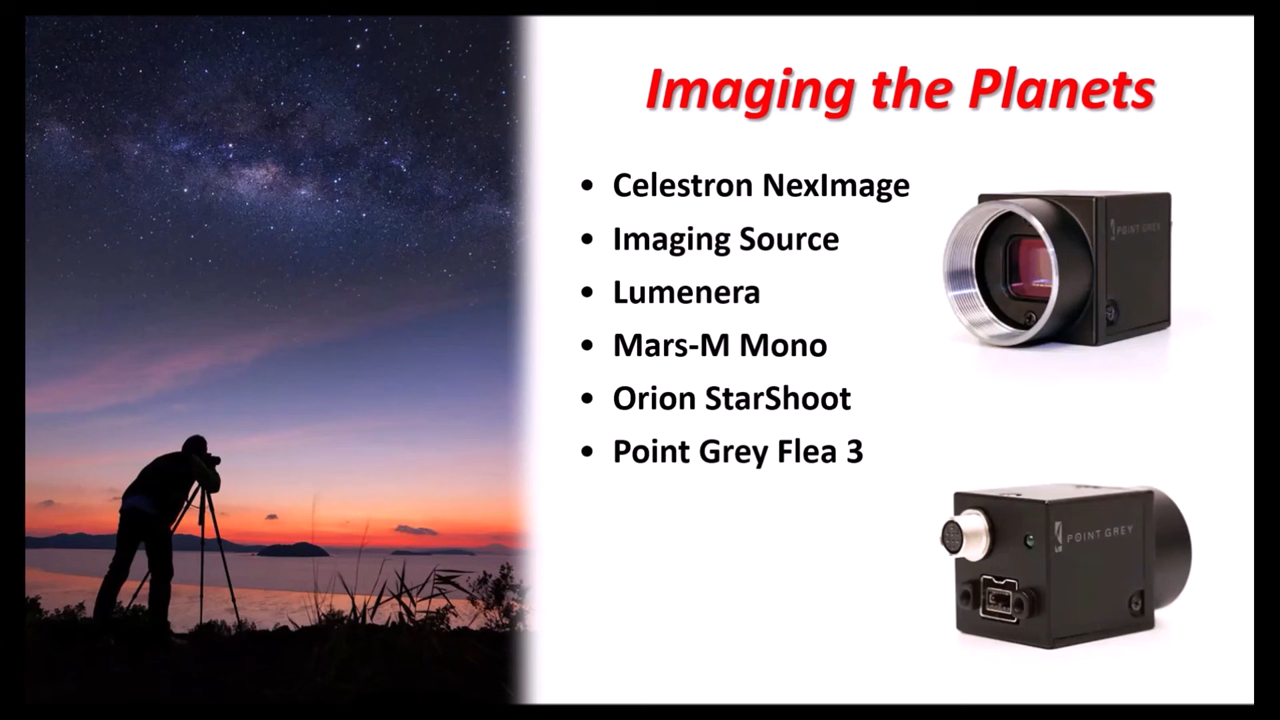 Imaging the Planets
• Celestron NexImage
• Imaging Source
• Lumenera
• Mars-M Mono
• Orion StarShoot
• Point Grey Flea 3
POINT GREY
POINT GREY